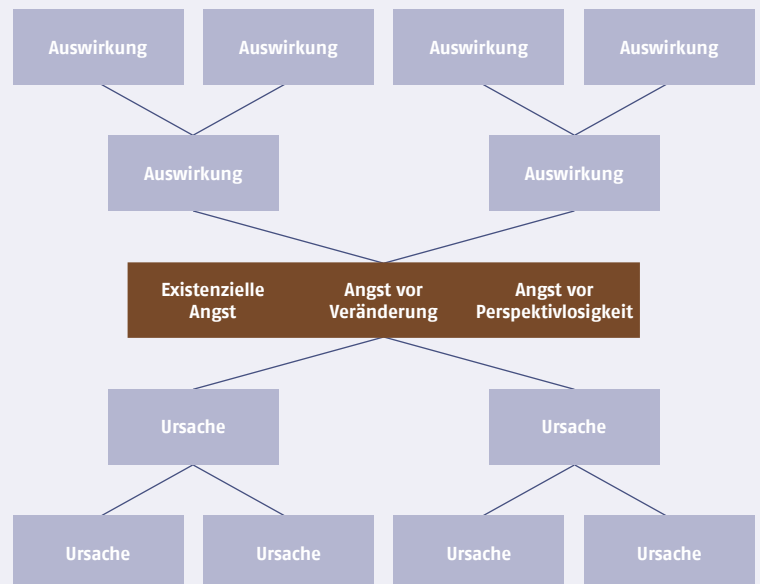 Auswirkung Auswirkung Auswirkung Auswirkung
Auswirkung Auswirkung
Existenzielle Angst vor Angst vor
Angst Veränderung Perspektivlosigkeit
Ursache Ursache
Ursache Ursache Ursache Ursache